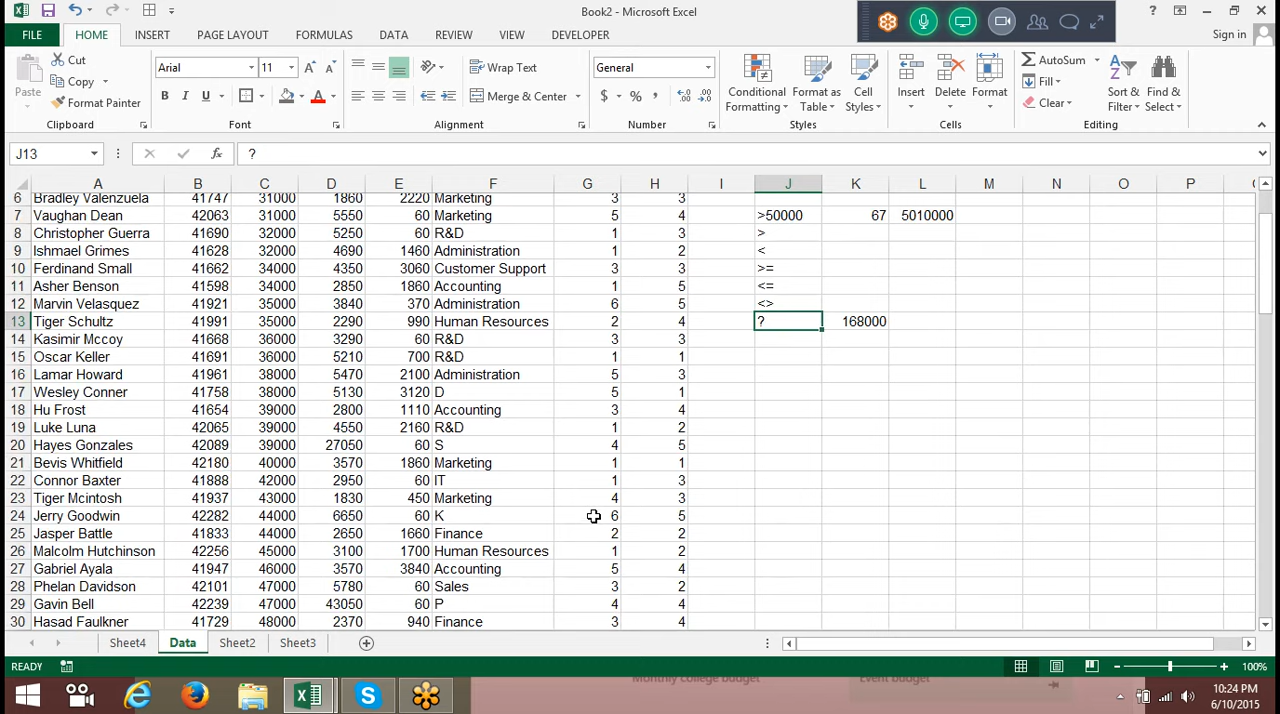 Book2 - Microsoft Excel
?
FILE HOME INSERT PAGE LAYOUT FORMULAS DATA REVIEW VIEW DEVELOPER Sign in
Paste Cut Copy Format Painter Clipboard
Arial 11 B I U A Font
Wrap Text Merge & Center Alignment
General $ % , Number
Conditional Formatting Format as Table Cell Styles Styles
Insert Delete Format Cells
AutoSum Fill Clear Sort & Filter Find & Select Editing
J13 fx ?
A B C D E F G H I J K L M N O P
6 Bradley Valenzuela 41747 31000 1860 2220 Marketing 3 3
7 Vaughan Dean 42063 31000 5550 60 Marketing 5 4 >50000 67 5010000
8 Christopher Guerra 41690 32000 5250 60 R&D 1 3 >
9 Ishmael Grimes 41628 32000 4690 1460 Administration 1 2 <
10 Ferdinand Small 41662 34000 4350 3060 Customer Support 3 3 >=
11 Asher Benson 41598 34000 2850 1860 Accounting 1 5 <=
12 Marvin Velasquez 41921 35000 3840 370 Administration 6 5 <>
13 Tiger Schultz 41991 35000 2290 990 Human Resources 2 4 ? 168000
14 Kasimir Mccoy 41668 36000 3290 60 R&D 3 3
15 Oscar Keller 41691 36000 5210 700 R&D 1 1
16 Lamar Howard 41961 38000 5470 2100 Administration 5 3
17 Wesley Conner 41758 38000 5130 3120 D 5 1
18 Hu Frost 41654 39000 2800 1110 Accounting 3 4
19 Luke Luna 42065 39000 4550 2160 R&D 1 2
20 Hayes Gonzales 42089 39000 27050 60 S 4 5
21 Bevis Whitfield 42180 40000 3570 1860 Marketing 1 1
22 Connor Baxter 41888 42000 2950 60 IT 1 3
23 Tiger Mcintosh 41937 43000 1830 450 Marketing 4 3
24 Jerry Goodwin 42282 44000 6650 60 K 6 5
25 Jasper Battle 41833 44000 2650 1660 Finance 2 2
26 Malcolm Hutchinson 42256 45000 3100 1700 Human Resources 1 2
27 Gabriel Ayala 41947 46000 3570 3840 Accounting 5 4
28 Phelan Davidson 42101 47000 5780 60 Sales 3 2
29 Gavin Bell 42239 47000 43050 60 P 4 4
30 Hasad Faulkner 41729 48000 2370 940 Finance 3 4
Sheet4 Data Sheet2 Sheet3
READY 100%
Monthly college budget Event budget
10:24 PM
6/10/2015